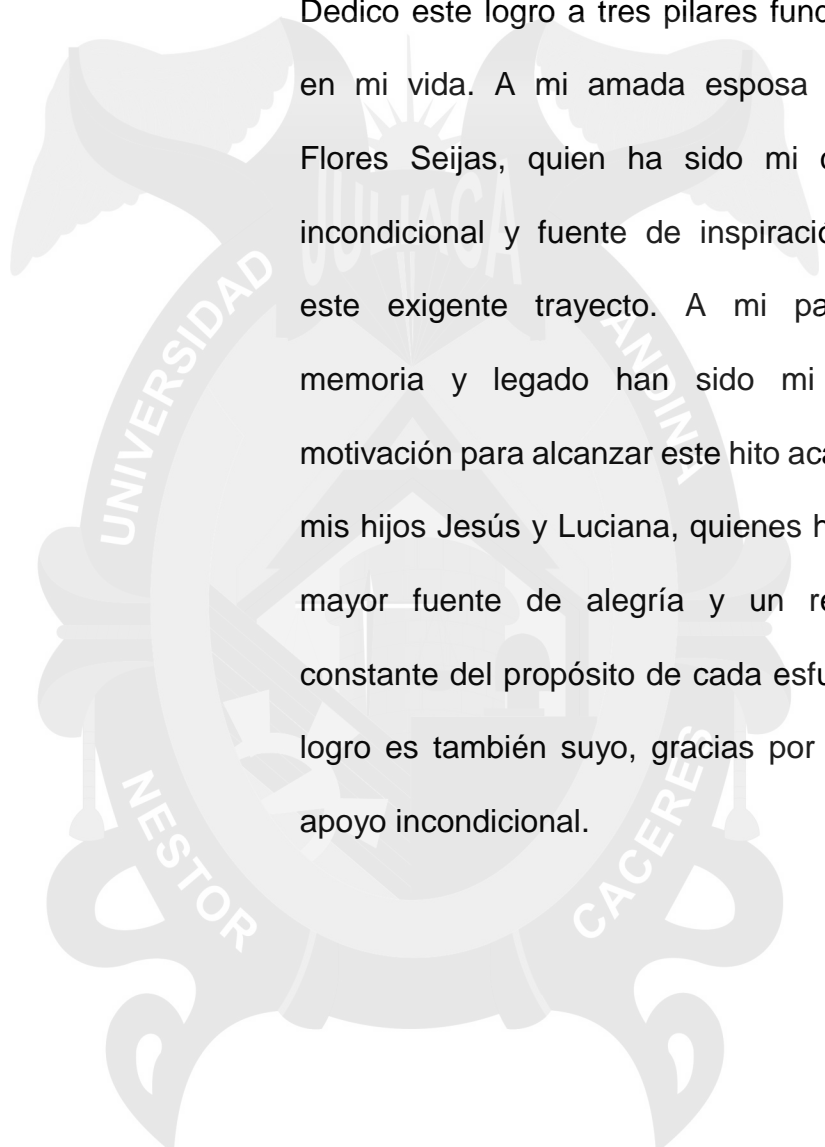 Dedico este logro a tres pilares
en mi vida. A mi amada esposa
Flores Seijas, quien ha sido mi
incondicional y fuente de
este exigente trayecto. A mi
memoria y legado han sido mi
motivación para alcanzar este hito
mis hijos Jesús y Luciana, quienes
mayor fuente de alegría y un
constante del propósito de cada
logro es también suyo, gracias por
apoyo incondicional.
JULIACA
UNIVERSIDAD
ANDINA
NESTOR
CACERES